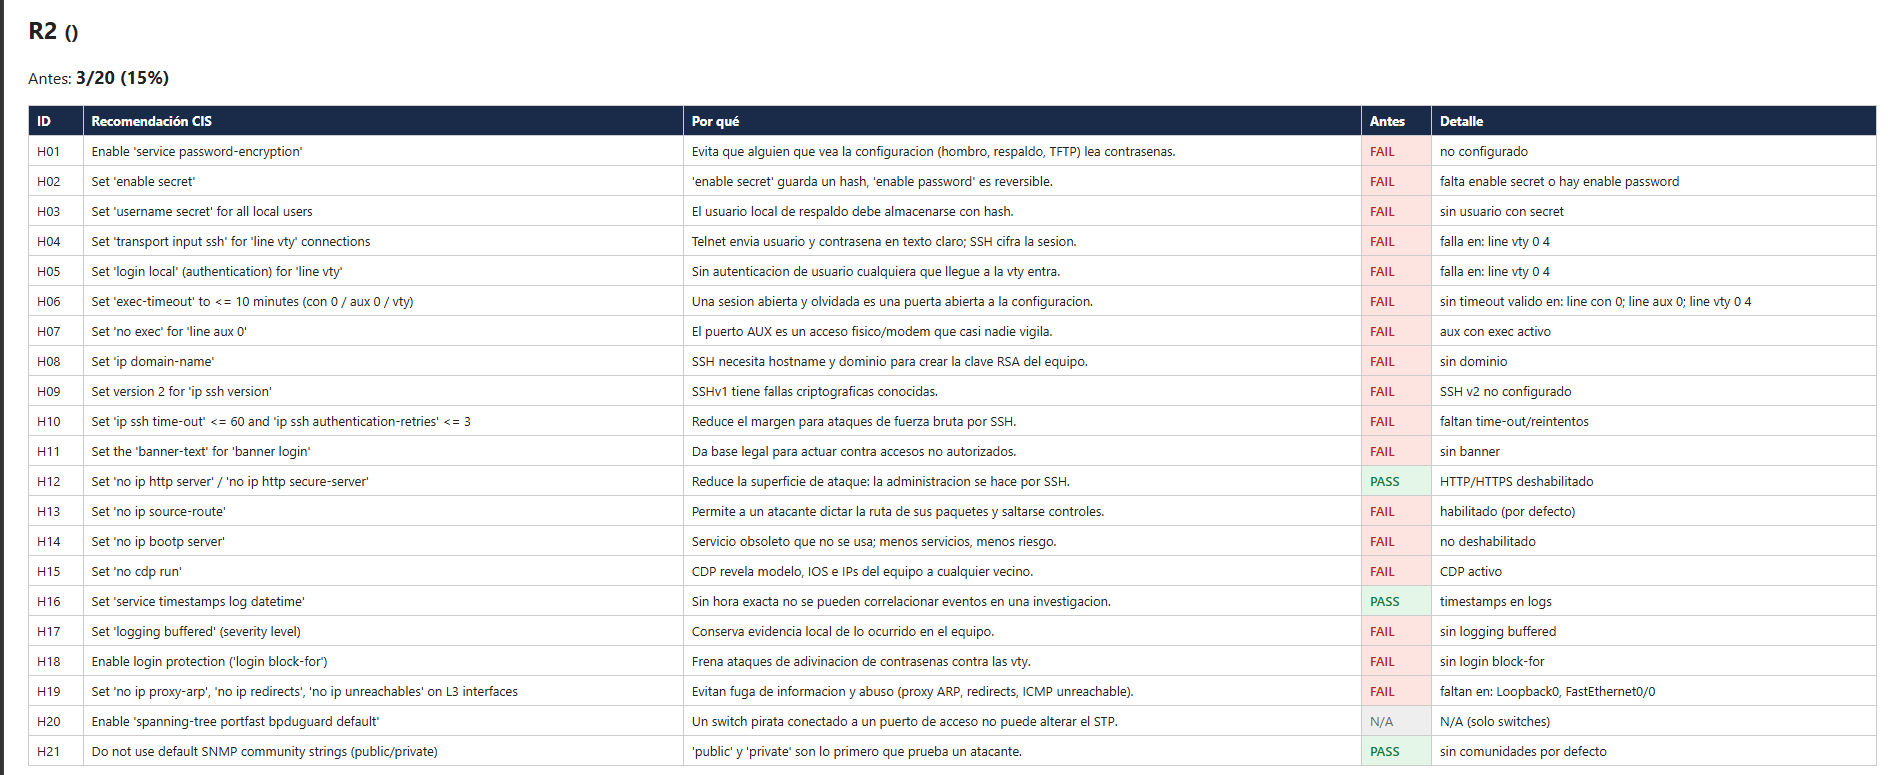 R2 ()
Antes: 3/20 (15%)
ID Recomendación CIS Por qué Antes Detalle
H01 Enable 'service password-encryption' Evita que alguien que vea la configuracion (hombro, respaldo, TFTP) lea contrasenas. FAIL no configurado
H02 Set 'enable secret' 'enable secret' guarda un hash, 'enable password' es reversible. FAIL falta enable secret o hay enable password
H03 Set 'username secret' for all local users El usuario local de respaldo debe almacenarse con hash. FAIL sin usuario con secret
H04 Set 'transport input ssh' for 'line vty' connections Telnet envia usuario y contrasena en texto claro; SSH cifra la sesion. FAIL falla en: line vty 0 4
H05 Set 'login local' (authentication) for 'line vty' Sin autenticacion de usuario cualquiera que llegue a la vty entra. FAIL falla en: line vty 0 4
H06 Set 'exec-timeout' to <= 10 minutes (con 0 / aux 0 / vty) Una sesion abierta y olvidada es una puerta abierta a la configuracion. FAIL sin timeout valido en: line con 0; line aux 0; line vty 0 4
H07 Set 'no exec' for 'line aux 0' El puerto AUX es un acceso fisico/modem que casi nadie vigila. FAIL aux con exec activo
H08 Set 'ip domain-name' SSH necesita hostname y dominio para crear la clave RSA del equipo. FAIL sin dominio
H09 Set version 2 for 'ip ssh version' SSHv1 tiene fallas criptograficas conocidas. FAIL SSH v2 no configurado
H10 Set 'ip ssh time-out' <= 60 and 'ip ssh authentication-retries' <= 3 Reduce el margen para ataques de fuerza bruta por SSH. FAIL faltan time-out/reintentos
H11 Set the 'banner-text' for 'banner login' Da base legal para actuar contra accesos no autorizados. FAIL sin banner
H12 Set 'no ip http server' / 'no ip http secure-server' Reduce la superficie de ataque: la administracion se hace por SSH. PASS HTTP/HTTPS deshabilitado
H13 Set 'no ip source-route' Permite a un atacante dictar la ruta de sus paquetes y saltarse controles. FAIL habilitado (por defecto)
H14 Set 'no ip bootp server' Servicio obsoleto que no se usa; menos servicios, menos riesgo. FAIL no deshabilitado
H15 Set 'no cdp run' CDP revela modelo, IOS e IPs del equipo a cualquier vecino. FAIL CDP activo
H16 Set 'service timestamps log datetime' Sin hora exacta no se pueden correlacionar eventos en una investigacion. PASS timestamps en logs
H17 Set 'logging buffered' (severity level) Conserva evidencia local de lo ocurrido en el equipo. FAIL sin logging buffered
H18 Enable login protection ('login block-for') Frena ataques de adivinacion de contrasenas contra las vty. FAIL sin login block-for
H19 Set 'no ip proxy-arp', 'no ip redirects', 'no ip unreachables' on L3 interfaces Evitan fuga de informacion y abuso (proxy ARP, redirects, ICMP unreachable). FAIL faltan en: Loopback0, FastEthernet0/0
H20 Enable 'spanning-tree portfast bpduguard default' Un switch pirata conectado a un puerto de acceso no puede alterar el STP. N/A N/A (solo switches)
H21 Do not use default SNMP community strings (public/private) 'public' y 'private' son lo primero que prueba un atacante. PASS sin comunidades por defecto